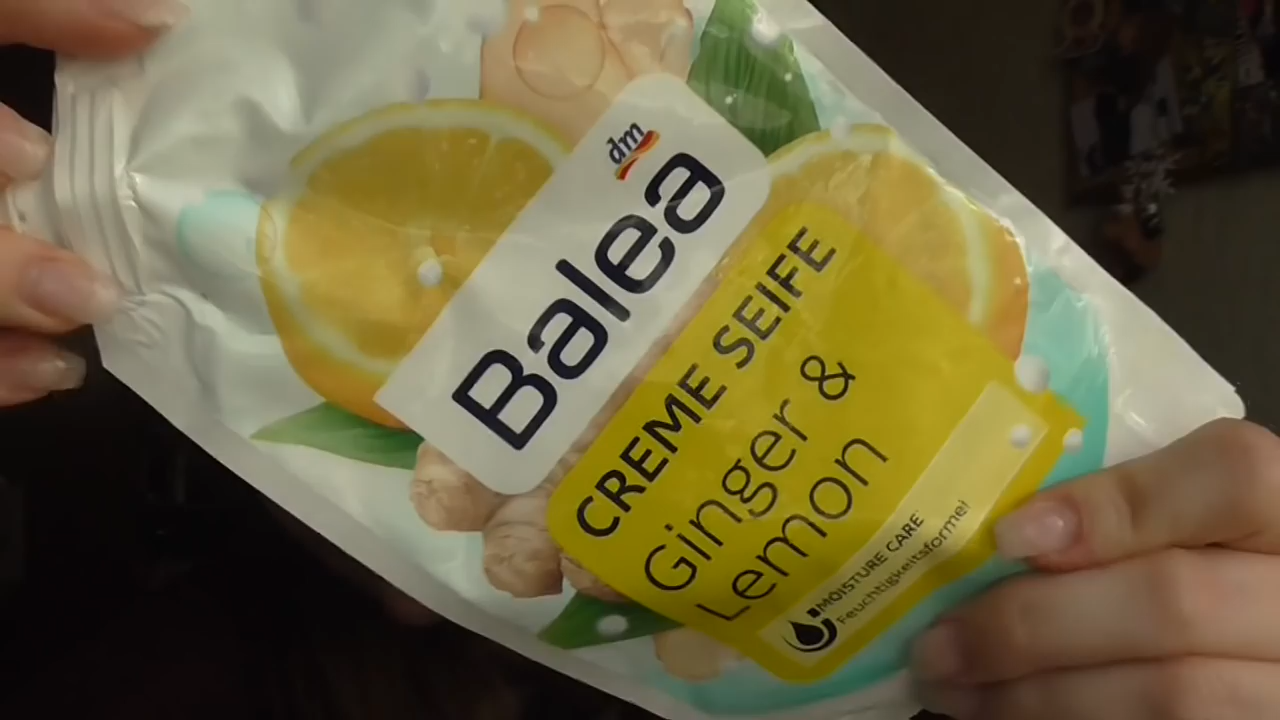 dm
Balea
CREME SEIFE
Ginger &
Lemon
MOISTURE CARE
Feuchtigkeitsformel